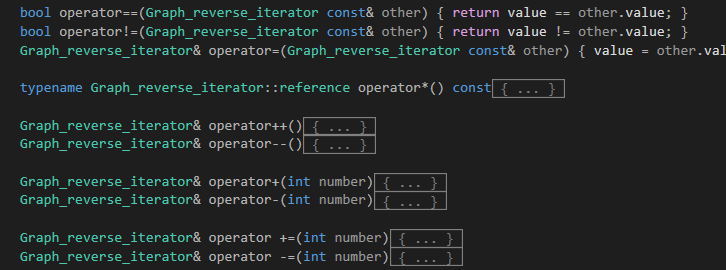 bool operator==(Graph_reverse_iterator const& other) { return value == other.value; }
bool operator!=(Graph_reverse_iterator const& other) { return value != other.value; }
Graph_reverse_iterator& operator=(Graph_reverse_iterator const& other) { value = other.val
typename Graph_reverse_iterator::reference operator*() const{ ... }
Graph_reverse_iterator& operator++(){ ... }
Graph_reverse_iterator& operator--(){ ... }
Graph_reverse_iterator& operator+(int number){ ... }
Graph_reverse_iterator& operator-(int number){ ... }
Graph_reverse_iterator& operator +=(int number){ ... }
Graph_reverse_iterator& operator -=(int number){ ... }